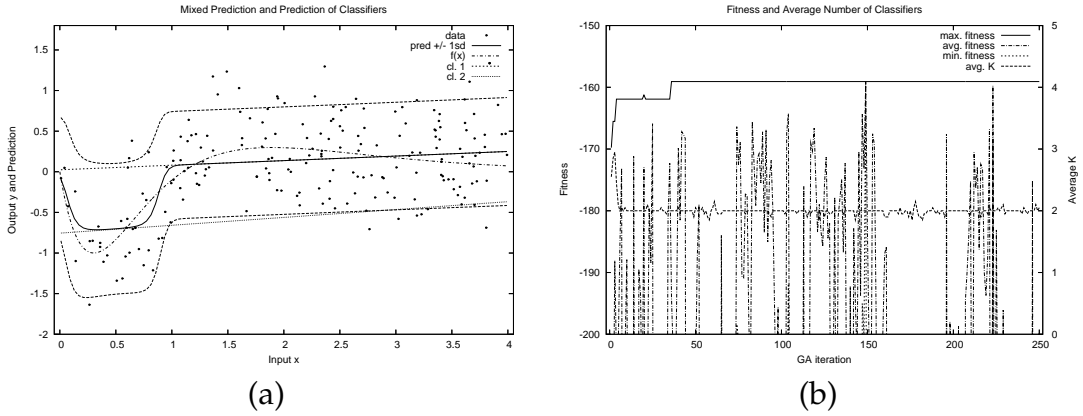 Mixed Prediction and Prediction of Classifiers
data
pred +/- 1sd
f(x)
cl. 1
cl. 2
1.5
1
0.5
0
-0.5
-1
-1.5
-2
Output y and Prediction
0 0.5 1 1.5 2 2.5 3 3.5 4
Input x
(a)
Fitness and Average Number of Classifiers
max. fitness
avg. fitness
min. fitness
avg. K
-150
-160
-170
-180
-190
-200
Fitness
5
4
3
2
1
0
Average K
0 50 100 150 200 250
GA iteration
(b)